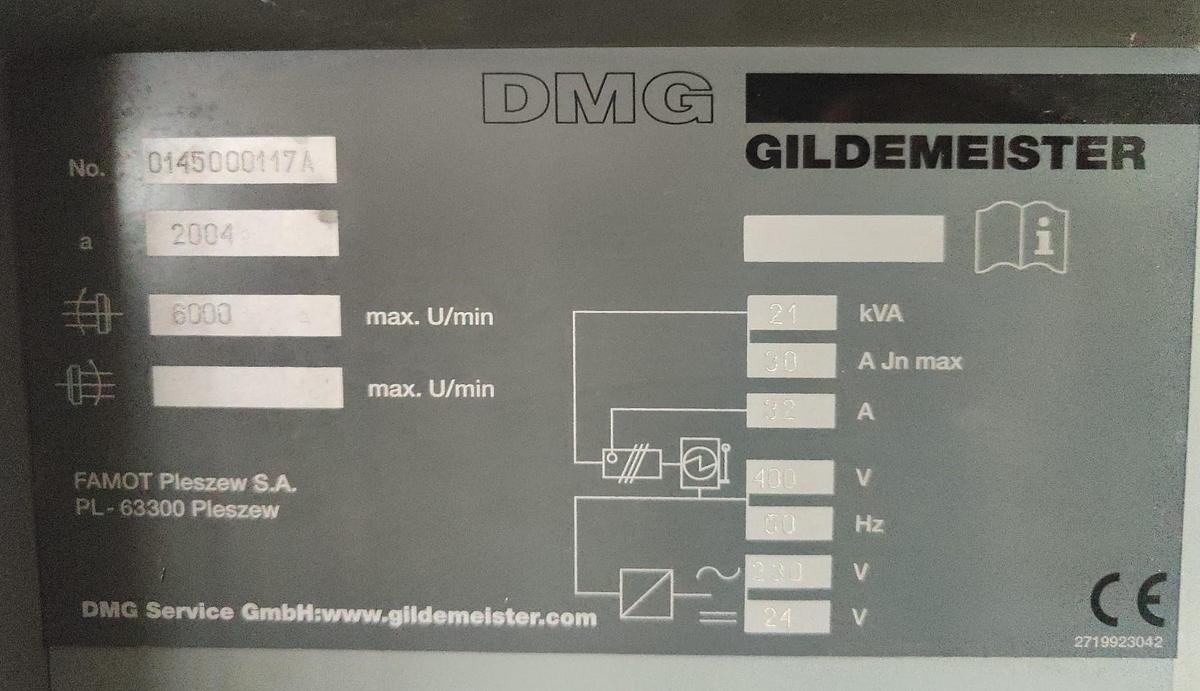 DMG
GILDEMEISTER
No. 0145000117A
a 2004
6000 max. U/min
max. U/min
i
21 kVA
30 A Jn max
32 A
400 V
Hz
230 V
24 V
FAMOT Pleszew S.A.
PL- 63300 Pleszew
DMG Service GmbH:www.gildemeister.com
CE
2719923042